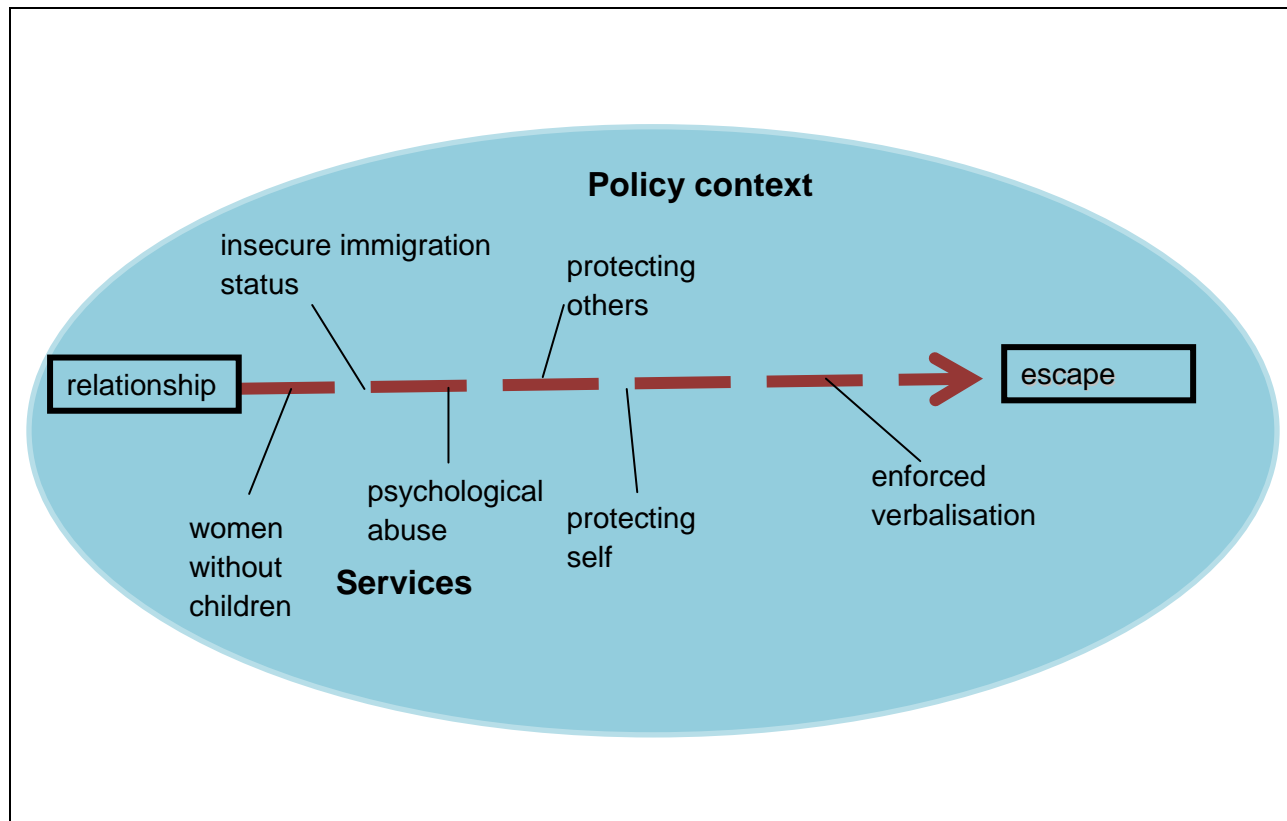 Policy context
insecure immigration
status
protecting
others
relationship
escape
psychological
abuse
protecting
self
enforced
verbalisation
women
without
children
Services